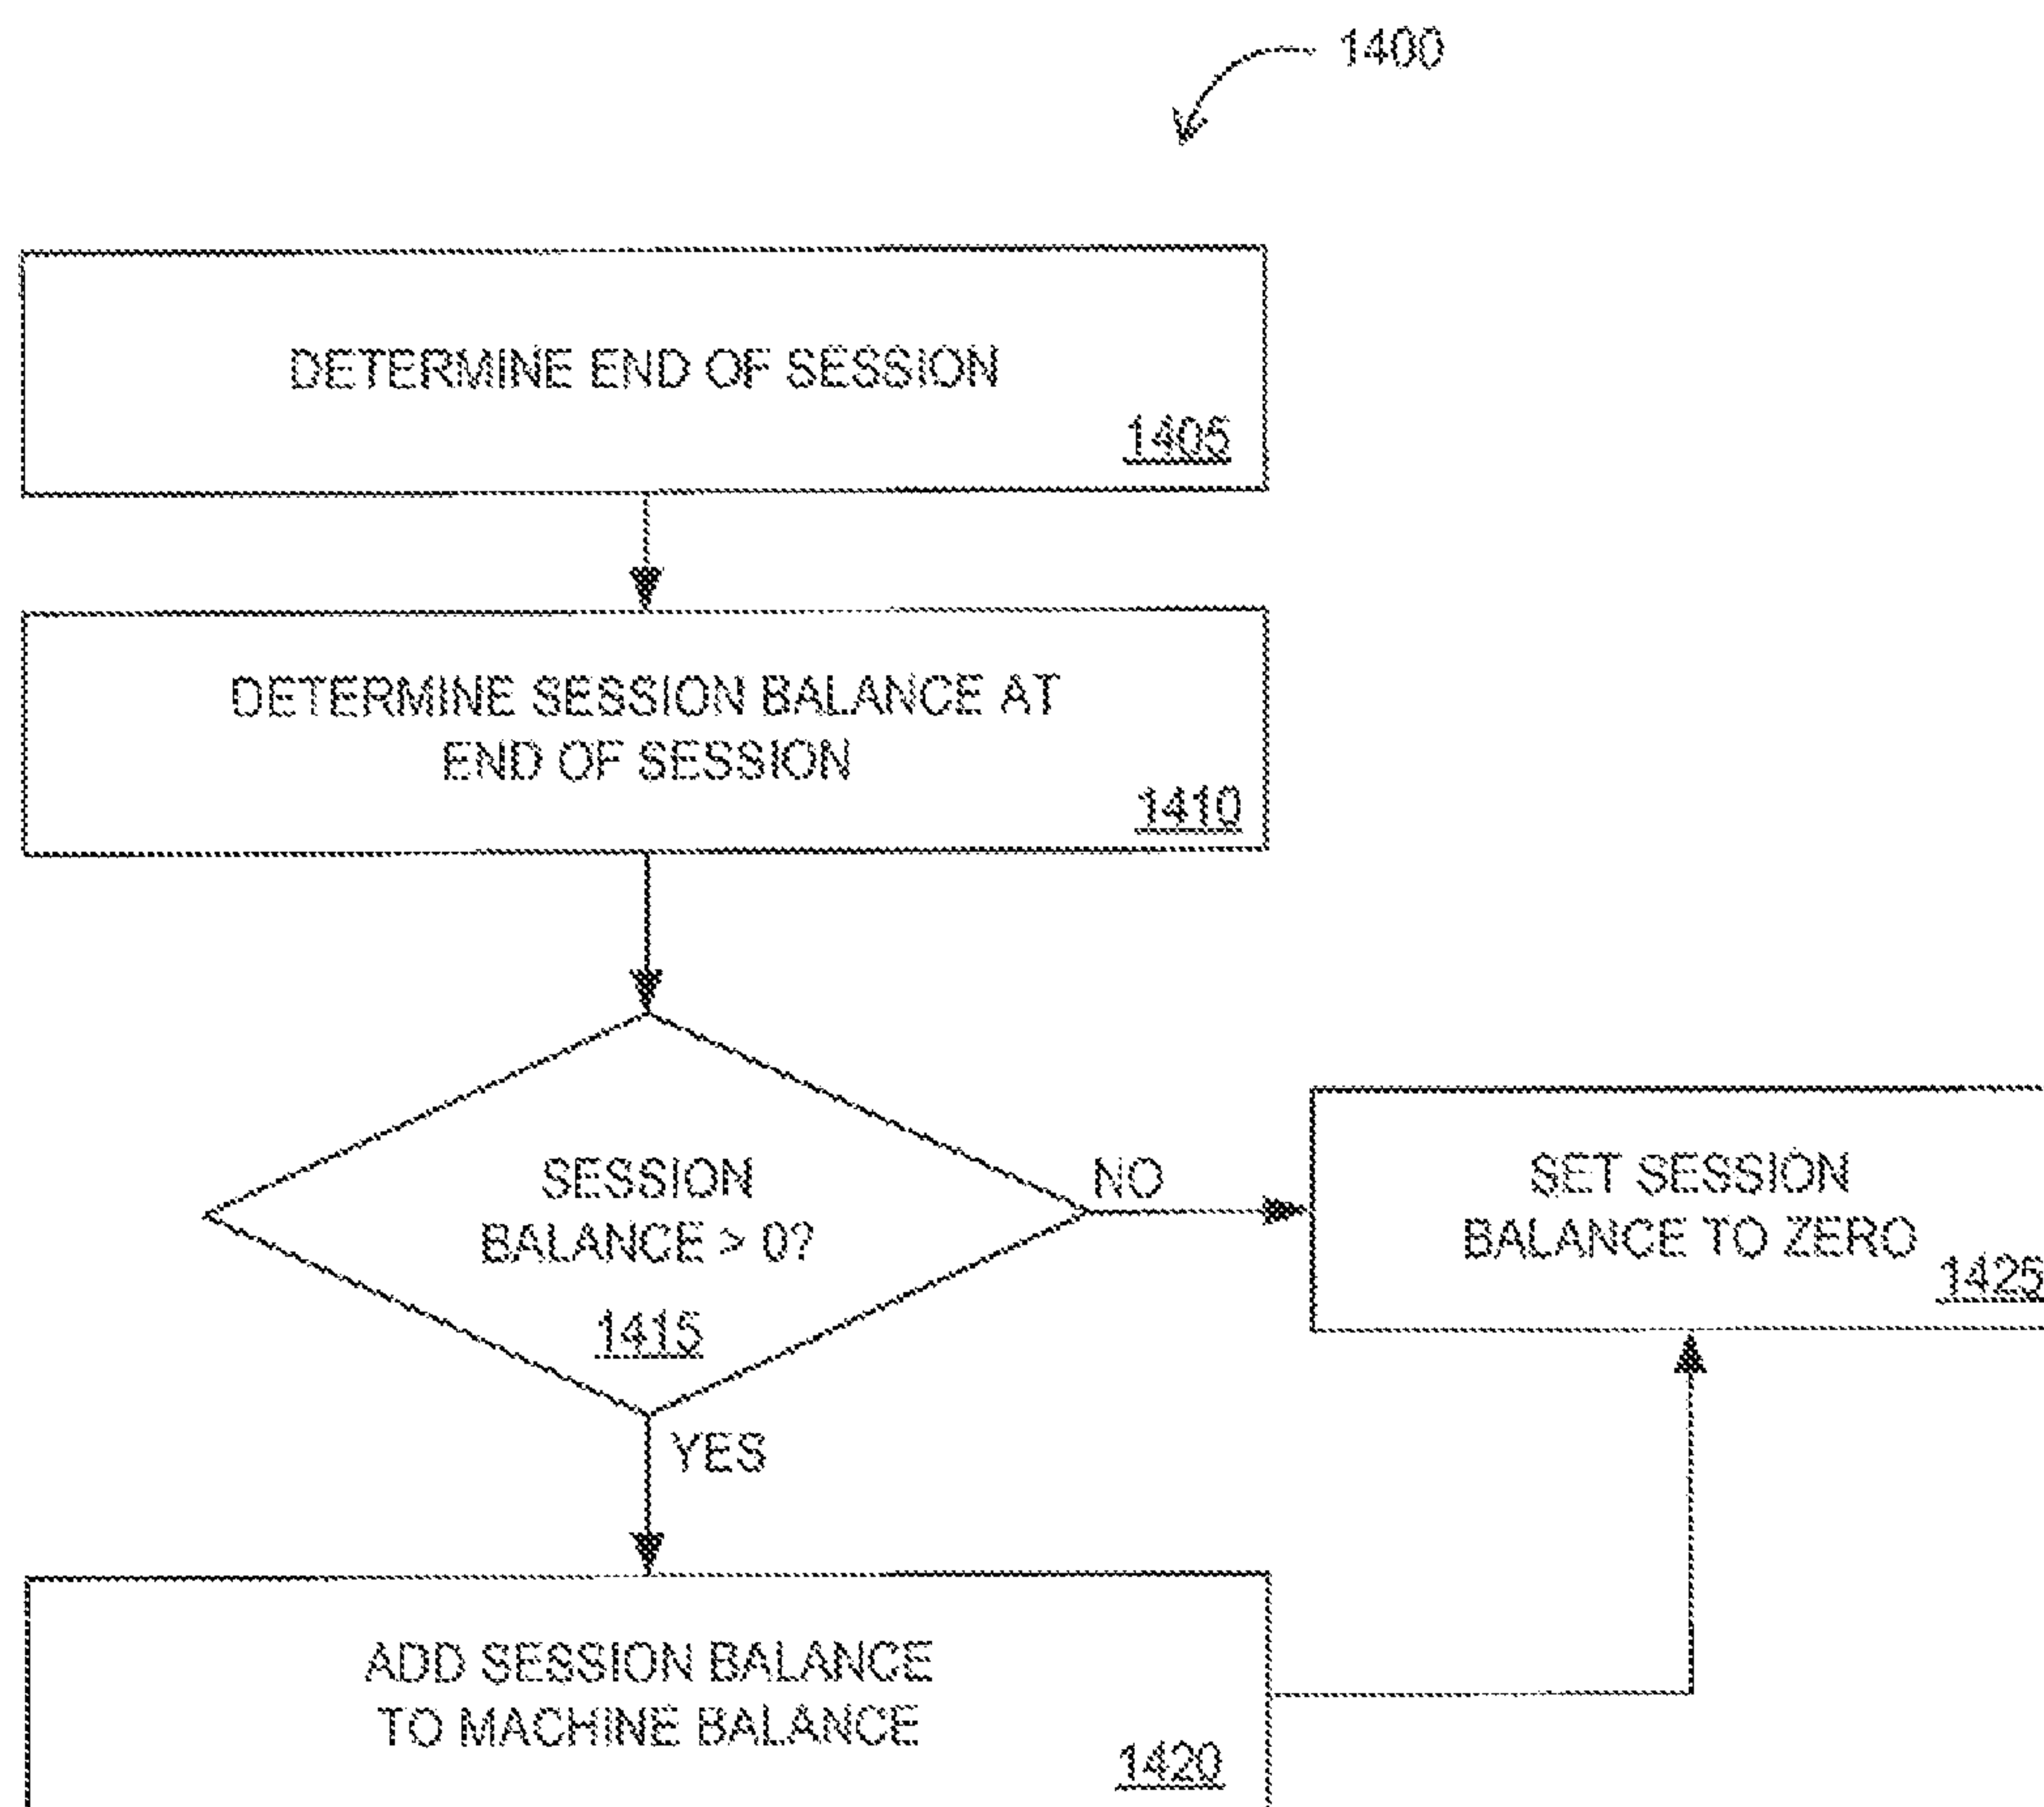 1400
DETERMINE END OF SESSION
1405
DETERMINE SESSION BALANCE AT
END OF SESSION
1410
SESSION
BALANCE > 0?
1415
NO
SET SESSION
BALANCE TO ZERO
1425
YES
ADD SESSION BALANCE
TO MACHINE BALANCE
1420